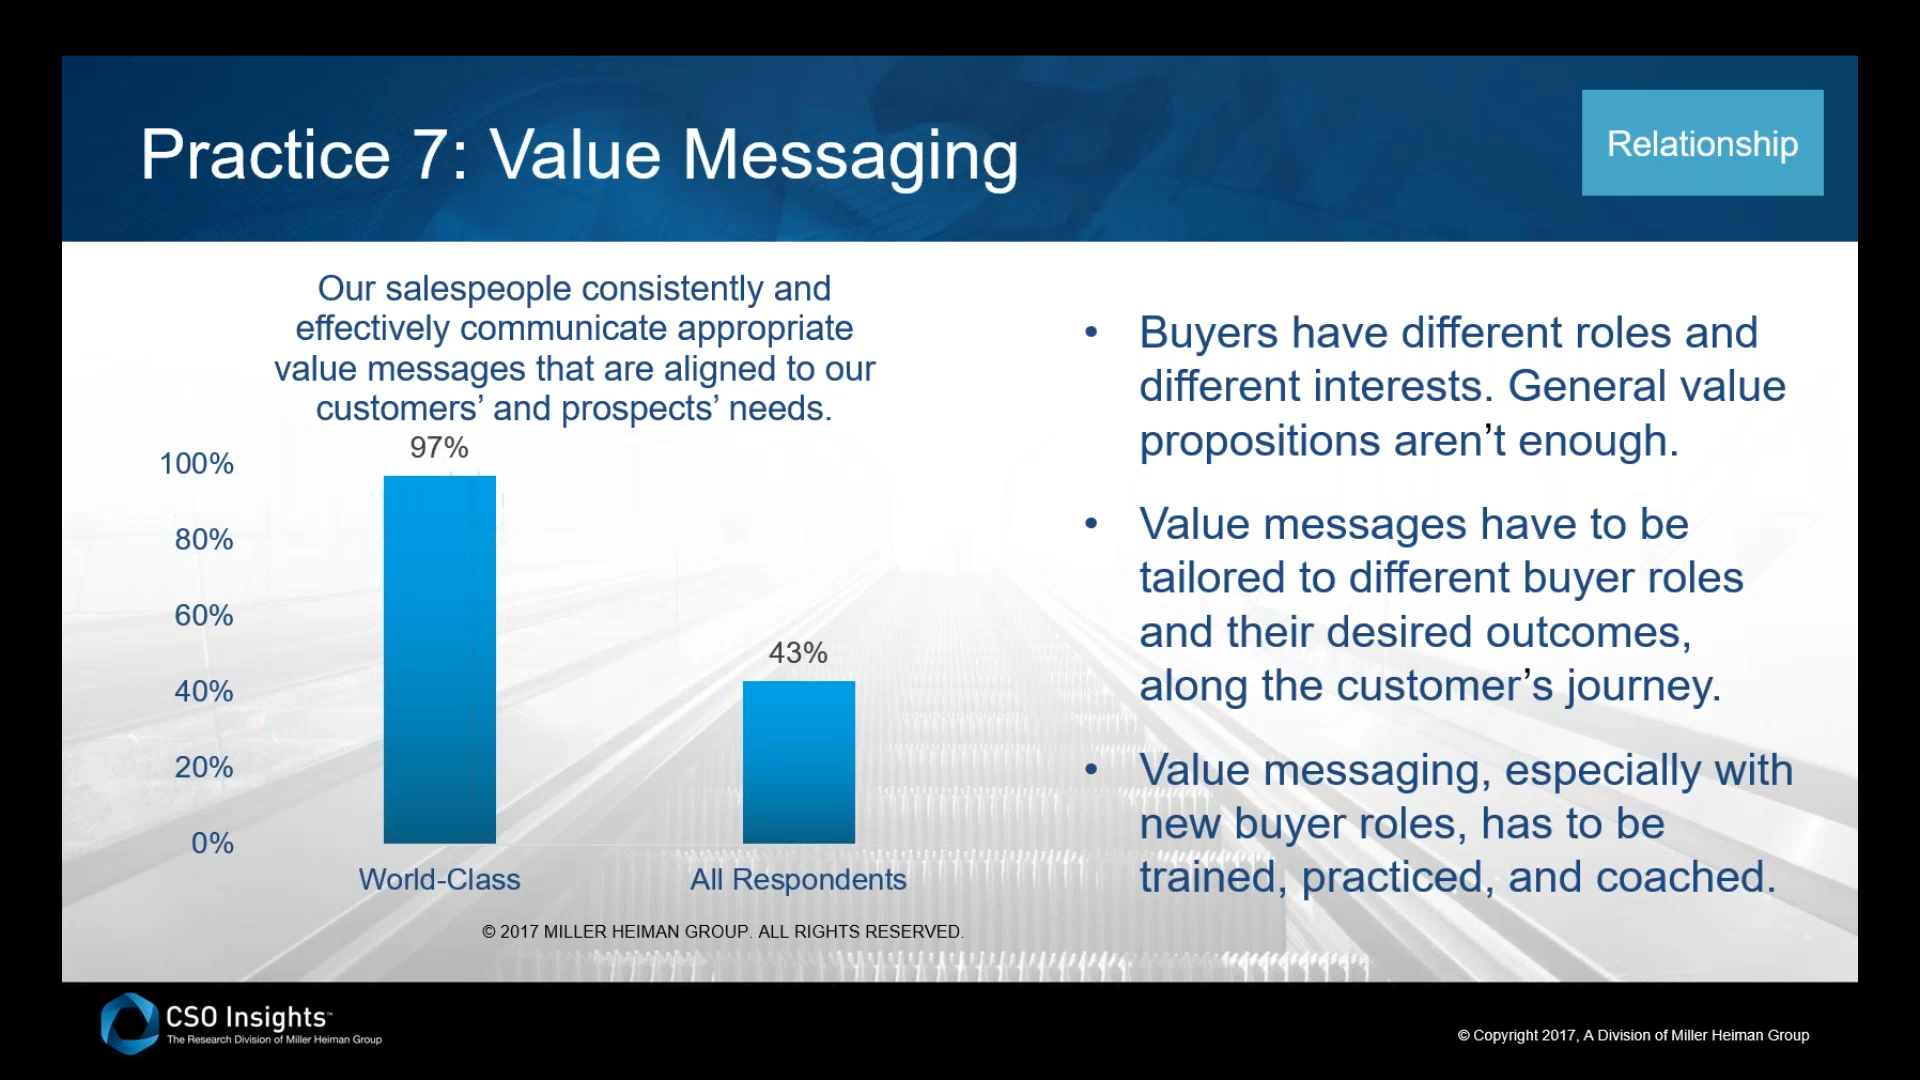 Practice 7: Value Messaging
Relationship
Our salespeople consistently and
effectively communicate appropriate
value messages that are aligned to our
customers’ and prospects’ needs.
100%
80%
60%
40%
20%
0%
97%
43%
World-Class
All Respondents
© 2017 MILLER HEIMAN GROUP. ALL RIGHTS RESERVED.
• Buyers have different roles and
different interests. General value
propositions aren’t enough.
• Value messages have to be
tailored to different buyer roles
and their desired outcomes,
along the customer’s journey.
• Value messaging, especially with
new buyer roles, has to be
trained, practiced, and coached.
CSO Insights™
The Research Division of Miller Heiman Group
© Copyright 2017, A Division of Miller Heiman Group